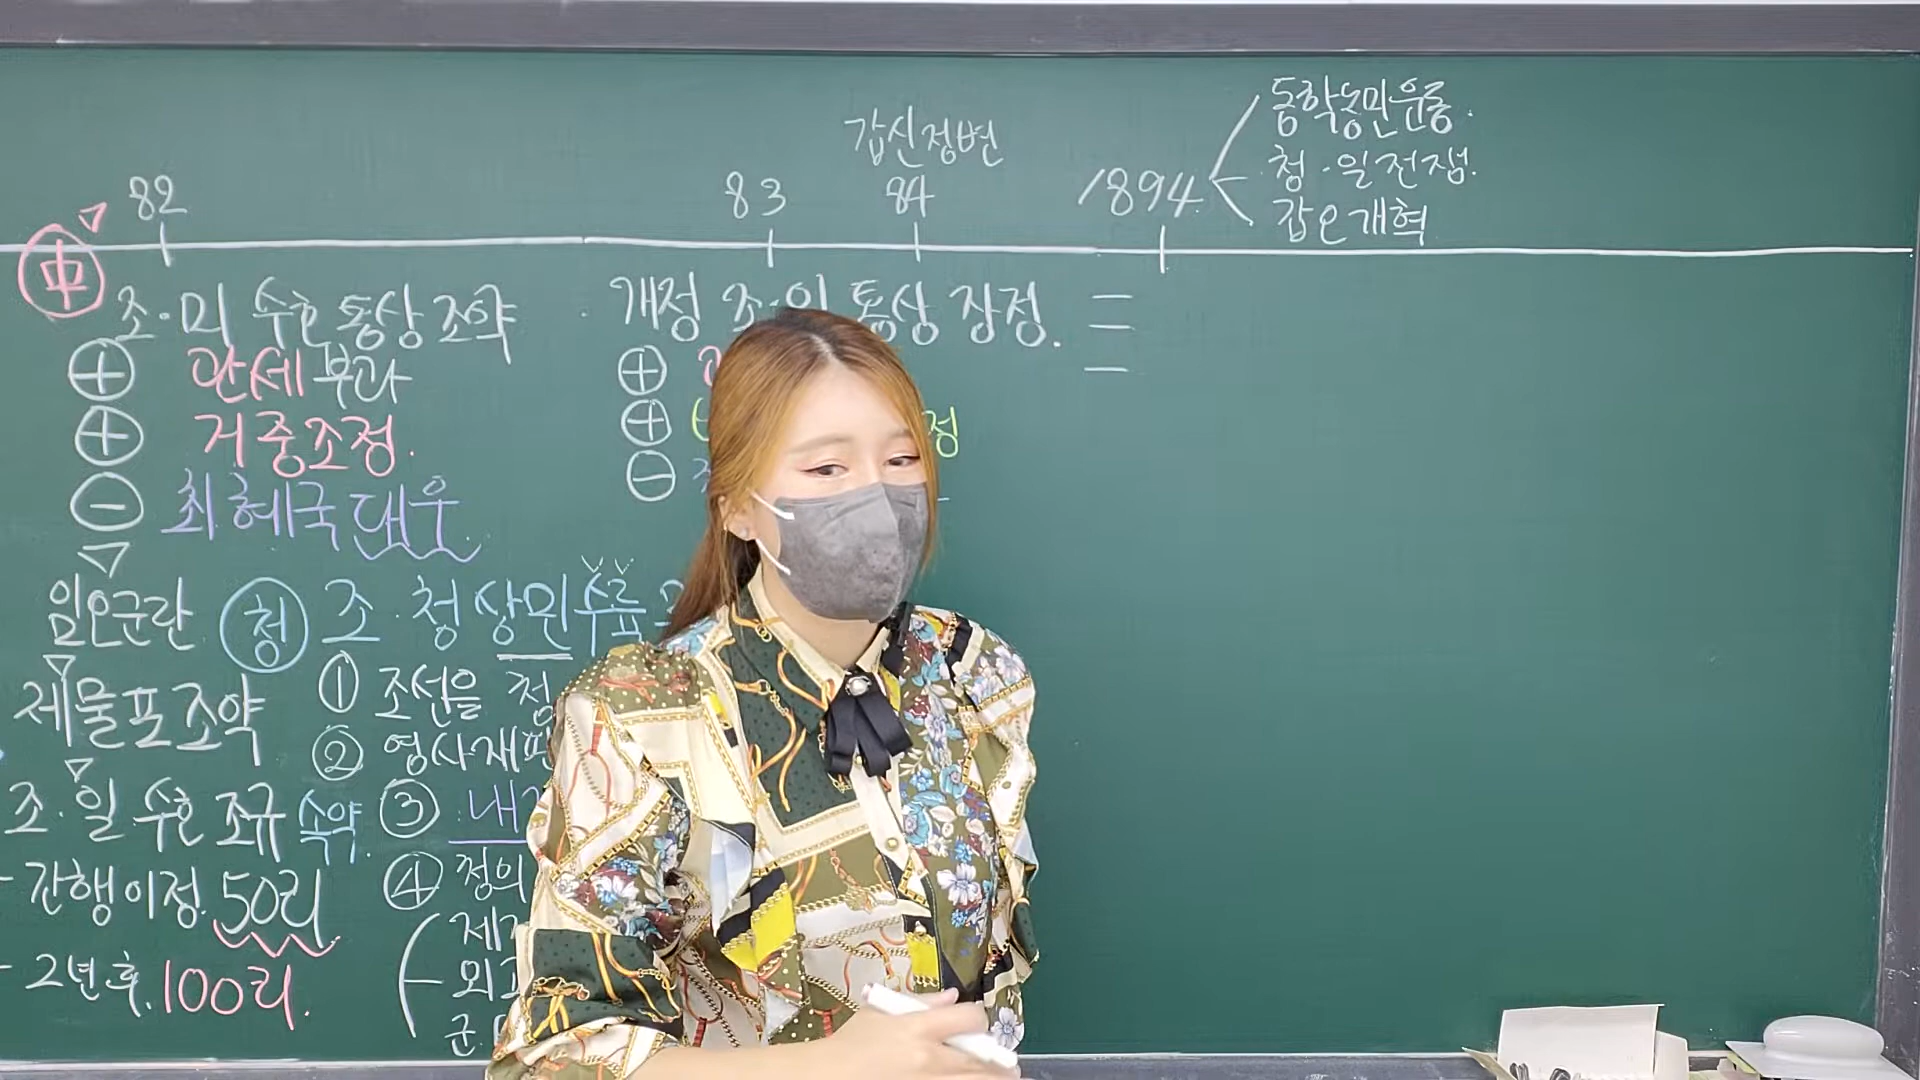 동학농민운동.
갑신정변
청·일전쟁.
82
83
84
1894
갑오개혁
中
조·미 수호통상조약
개정 조·일 통상 장정.
⊕ 관세 부과
⊕
⊕ 거중조정.
⊕ 정
⊖ 최혜국대우
⊖
임오군란
청 조·청상민수륙
제물포조약
① 조선을 청
② 영사재판
조·일 수호 조규 속약.
③ 내
- 간행이정 50리
④ 청의
- 2년 후. 100리.
외교
군